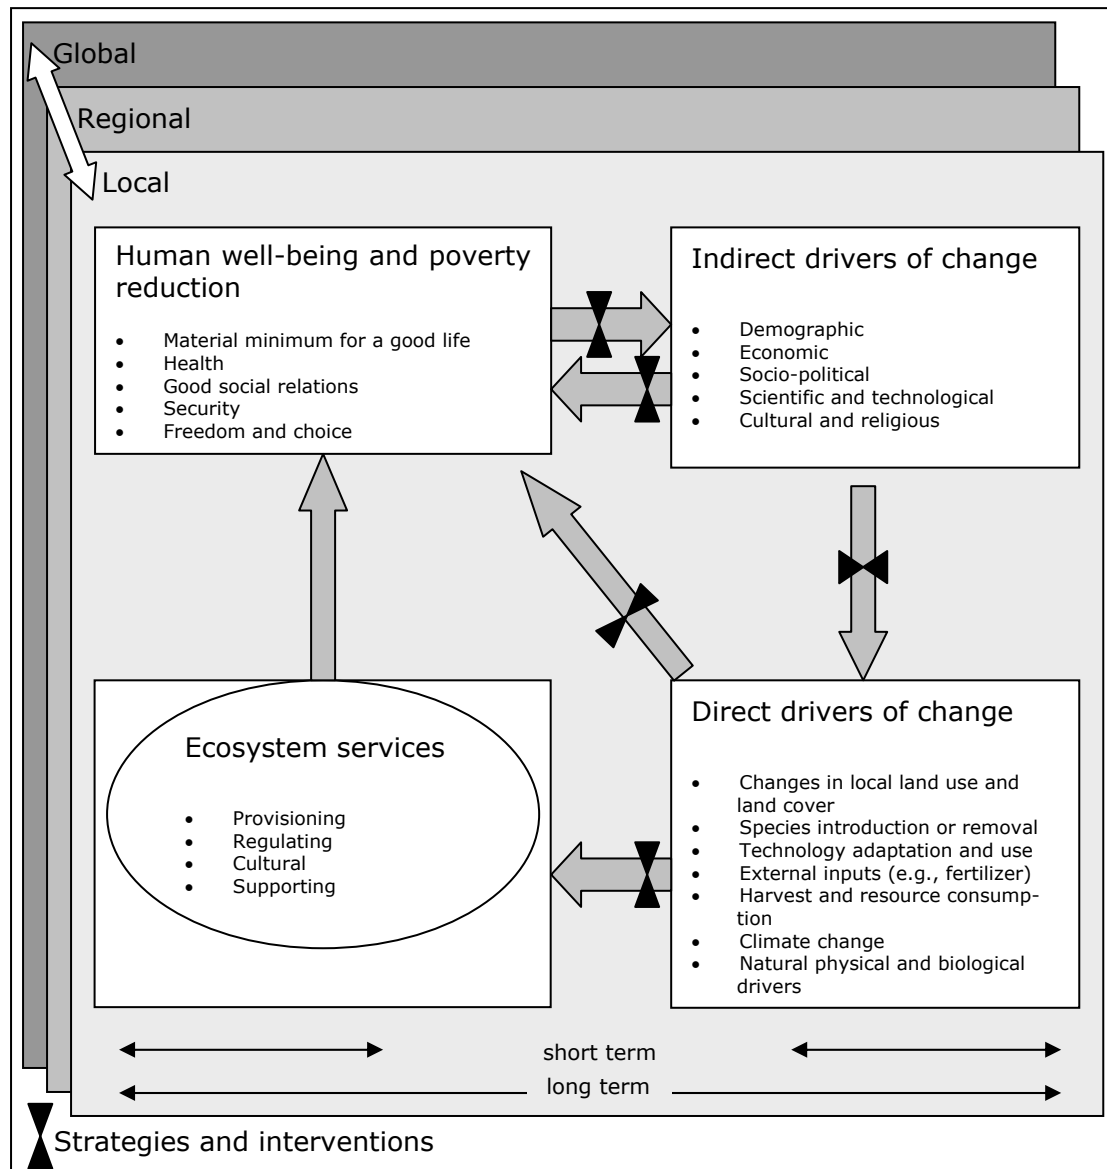 Global
Regional
Local
Human well-being and poverty
reduction
• Material minimum for a good life
• Health
• Good social relations
• Security
• Freedom and choice
Indirect drivers of change
• Demographic
• Economic
• Socio-political
• Scientific and technological
• Cultural and religious
Ecosystem services
• Provisioning
• Regulating
• Cultural
• Supporting
Direct drivers of change
• Changes in local land use and
land cover
• Species introduction or removal
• Technology adaptation and use
• External inputs (e.g., fertilizer)
• Harvest and resource consump-
tion
• Climate change
• Natural physical and biological
drivers
short term
long term
Strategies and interventions